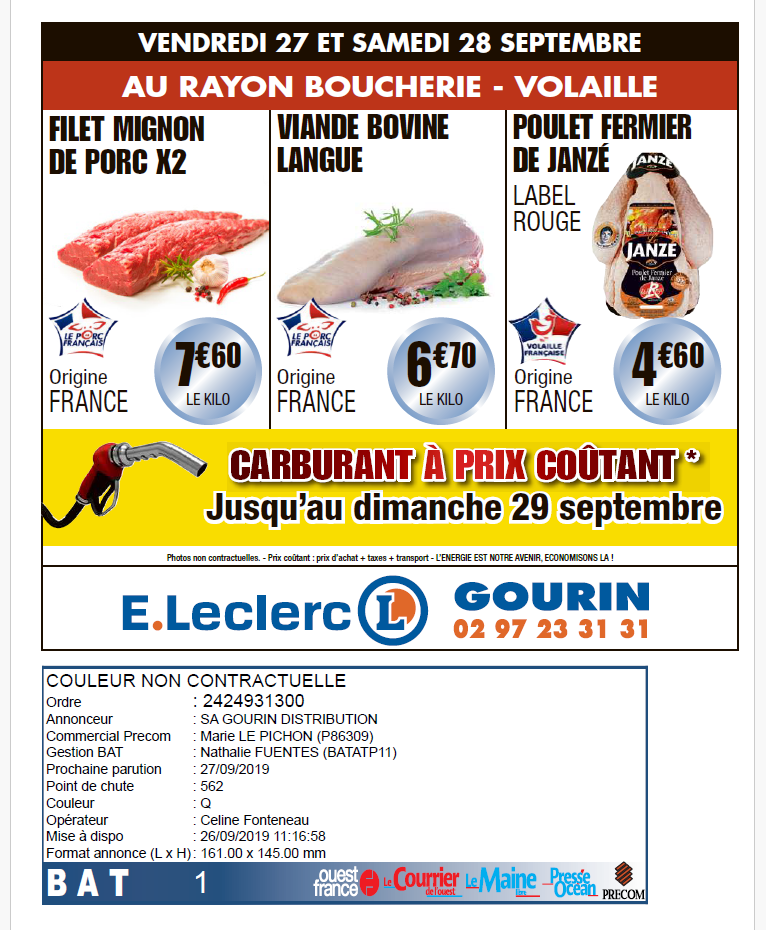 VENDREDI 27 ET SAMEDI 28 SEPTEMBRE
AU RAYON BOUCHERIE - VOLAILLE
FILET MIGNON
DE PORC X2
LE PORC
FRANÇAIS
Origine
FRANCE
7€60
LE KILO
VIANDE BOVINE
LANGUE
LE PORC
FRANÇAIS
Origine
FRANCE
6€70
LE KILO
POULET FERMIER
DE JANZÉ
LABEL
ROUGE
JANZÉ
JANZÉ
Poulet Fermier
de Janzé
VOLAILLE
FRANÇAISE
Origine
FRANCE
4€60
LE KILO
CARBURANT À PRIX COÛTANT *
Jusqu'au dimanche 29 septembre
Photos non contractuelles. - Prix coûtant : prix d'achat + taxes + transport - L'ENERGIE EST NOTRE AVENIR, ECONOMISONS LA !
E.Leclerc L
GOURIN
02 97 23 31 31
COULEUR NON CONTRACTUELLE
Ordre : 2424931300
Annonceur : SA GOURIN DISTRIBUTION
Commercial Precom : Marie LE PICHON (P86309)
Gestion BAT : Nathalie FUENTES (BATATP11)
Prochaine parution : 27/09/2019
Point de chute : 562
Couleur : Q
Opérateur : Celine Fonteneau
Mise à dispo : 26/09/2019 11:16:58
Format annonce (L x H) : 161.00 x 145.00 mm
BAT 1
ouest
france
Le Courrier
de l'ouest
Le Maine
libre
Presse
Océan
PRECOM